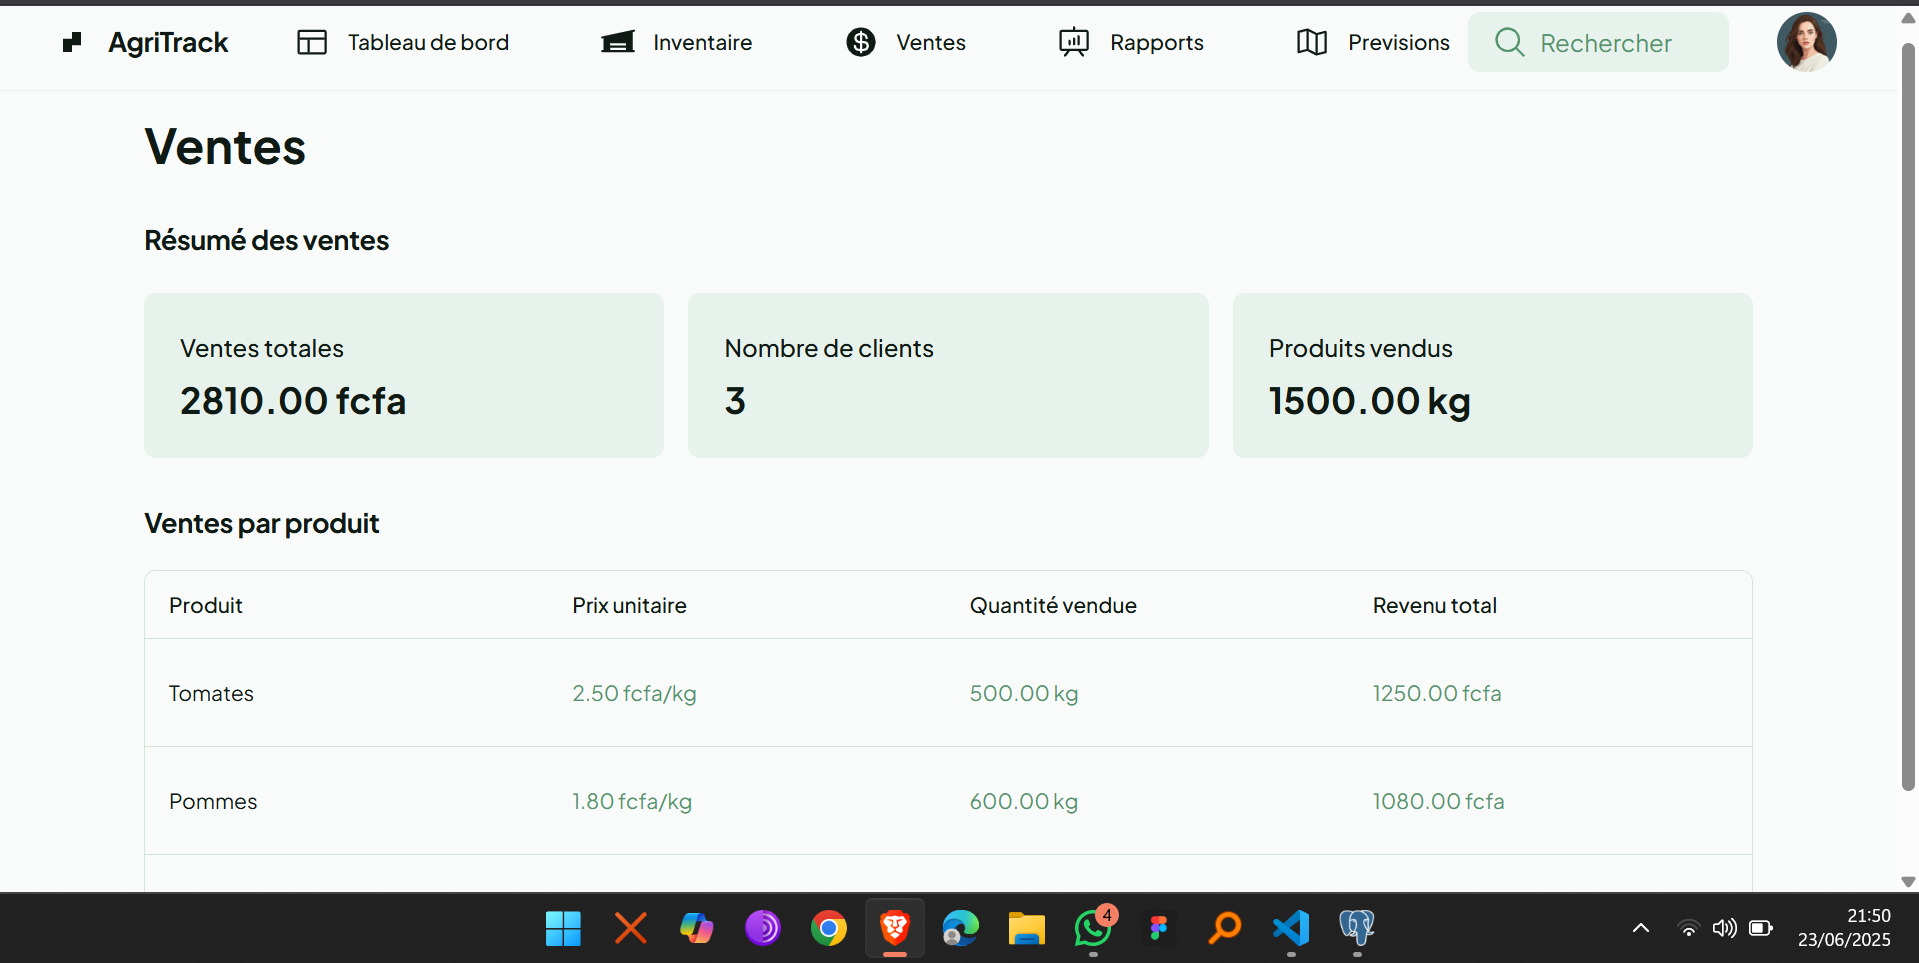 AgriTrack Tableau de bord Inventaire Ventes Rapports Previsions Rechercher
Ventes
Résumé des ventes
Ventes totales Nombre de clients Produits vendus
2810.00 fcfa 3 1500.00 kg
Ventes par produit
Produit Prix unitaire Quantité vendue Revenu total
Tomates 2.50 fcfa/kg 500.00 kg 1250.00 fcfa
Pommes 1.80 fcfa/kg 600.00 kg 1080.00 fcfa
4
21:50
23/06/2025